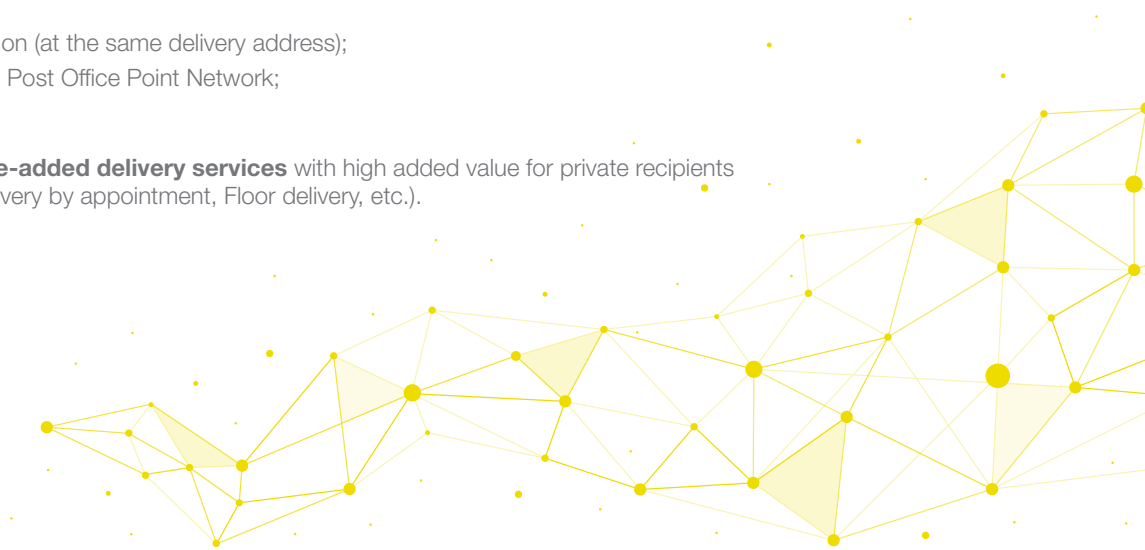 on (at the same delivery address);
Post Office Point Network;
e-added delivery services with high added value for private recipients
very by appointment, Floor delivery, etc.).